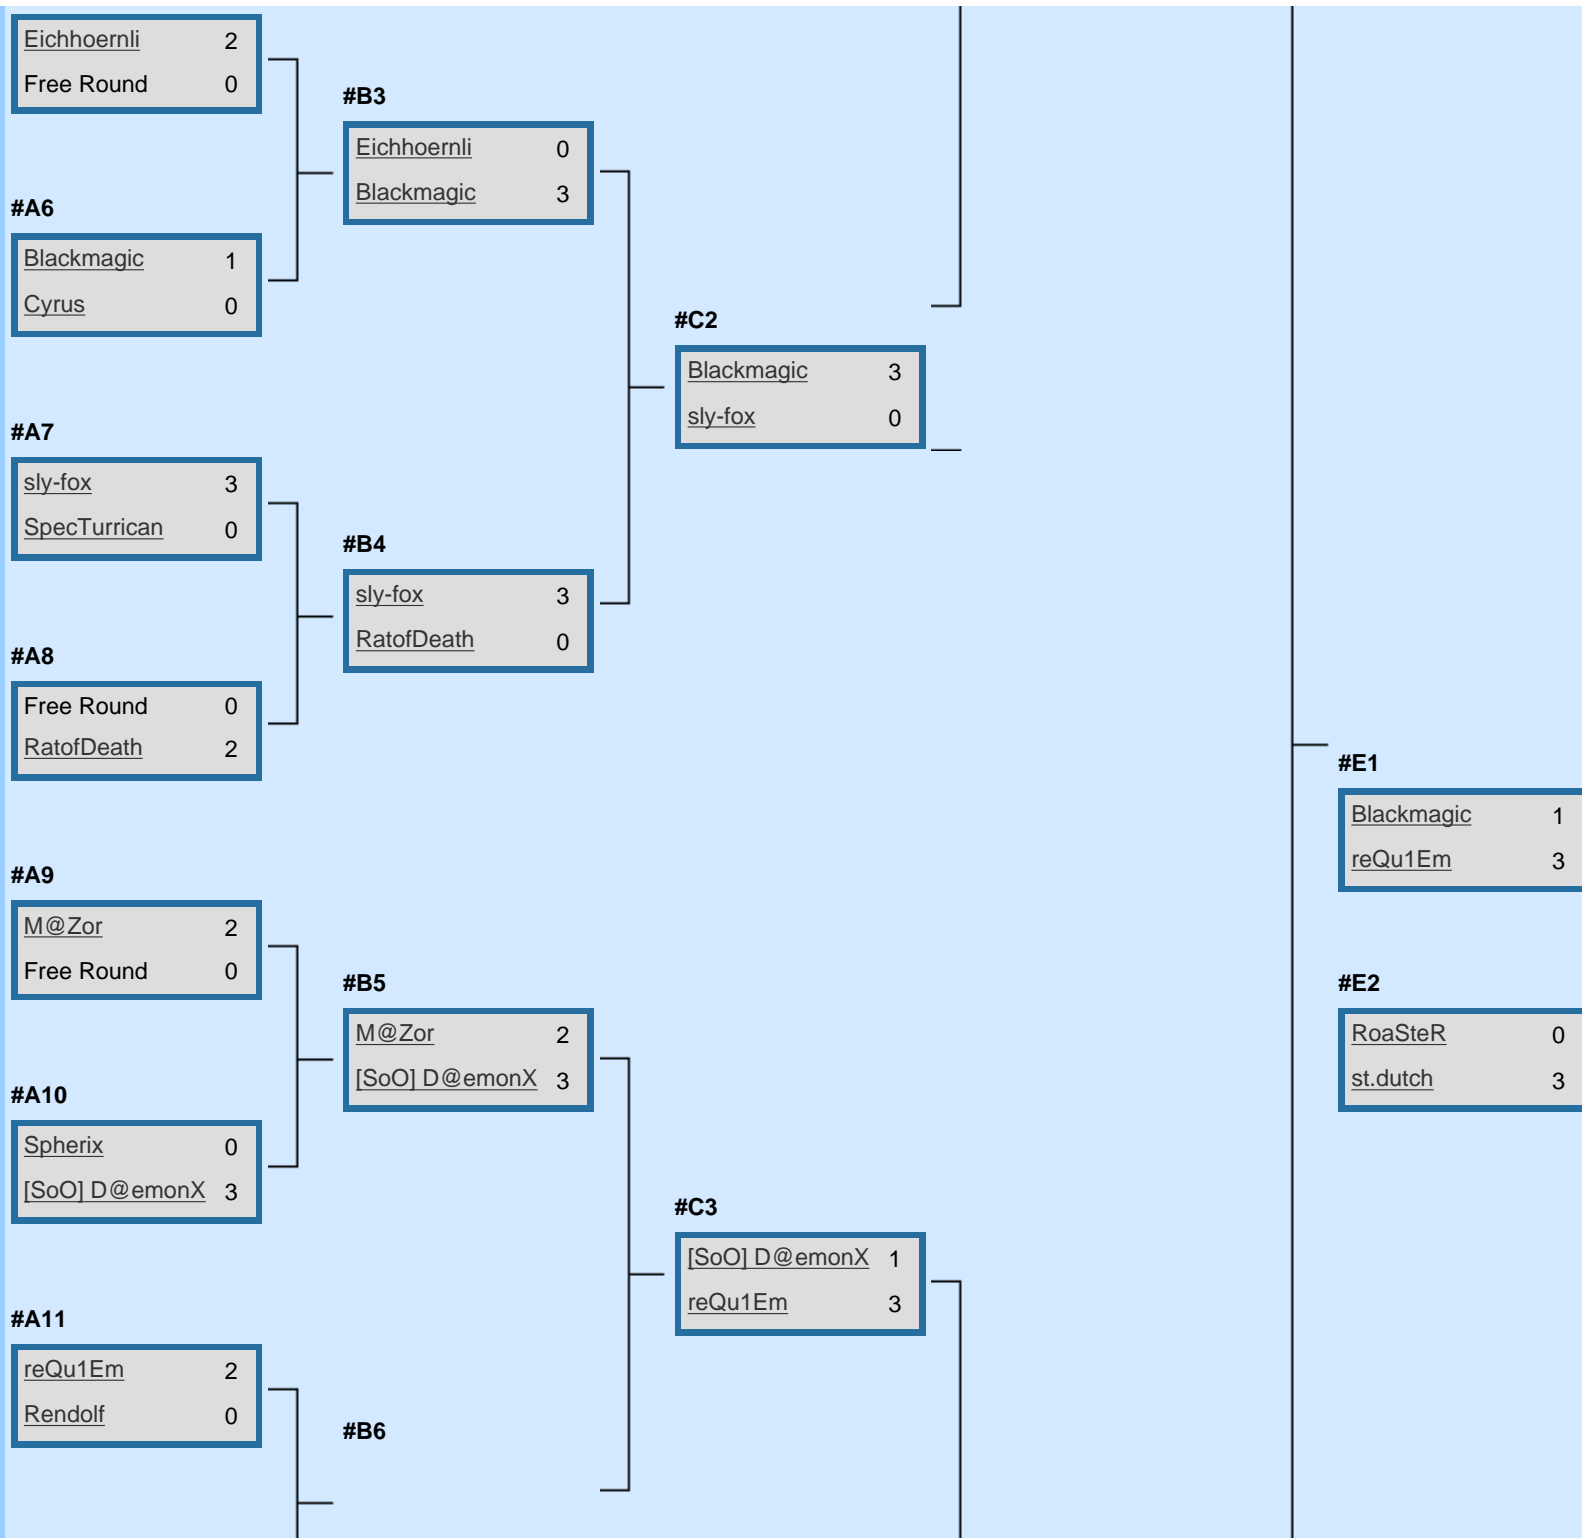 Eichhoernli 2
Free Round 0
#B3
Eichhoernli 0
Blackmagic 3
#A6
Blackmagic 1
Cyrus 0
#C2
Blackmagic 3
sly-fox 0
#A7
sly-fox 3
SpecTurrican 0
#B4
sly-fox 3
RatofDeath 0
#A8
Free Round 0
RatofDeath 2
#E1
Blackmagic 1
reQu1Em 3
#A9
M@Zor 2
Free Round 0
#B5
M@Zor 2
[SoO] D@emonX 3
#E2
RoaSteR 0
st.dutch 3
#A10
Spherix 0
[SoO] D@emonX 3
#C3
[SoO] D@emonX 1
reQu1Em 3
#A11
reQu1Em 2
Rendolf 0
#B6